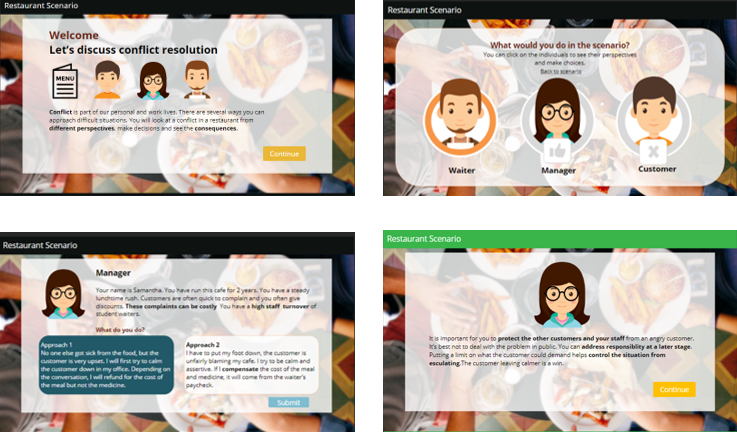 Restaurant Scenario
Welcome
Let's discuss conflict resolution
MENU
Conflict is part of our personal and work lives. There are several ways you can
approach difficult situations. You will look at a conflict in a restaurant from
different perspectives, make decisions and see the consequences.
Continue
Restaurant Scenario
What would you do in the scenario?
You can click on the individuals to see their perspectives
and make choices.
Back to scenario
Waiter
Manager
Customer
Restaurant Scenario
Manager
Your name is Samantha. You have run this cafe for 2 years. You have a steady
lunchtime rush. Customers are often quick to complain and you often give
discounts. These complaints can be costly  You have a high staff turnover of
student waiters.
What do you do?
Approach 1
No one else got sick from the food, but the
customer is very upset. I will first try to calm
the customer down in my office. Depending on
the conversation, I will refund for the cost of
the meal but not the medicine.
Approach 2
I have to put my foot down, the customer is
unfairly blaming my cafe. I try to be calm and
assertive. If I compensate the cost of the meal
and medicine, it will come from the waiter's
paycheck.
Submit
Restaurant Scenario
It is important for you to protect the other customers and your staff from an angry customer.
It's best not to deal with the problem in public. You can address responsiblity at a later stage.
Putting a limit on what the customer could demand helps control the situation from
esculating.The customer leaving calmer is a win.
Continue